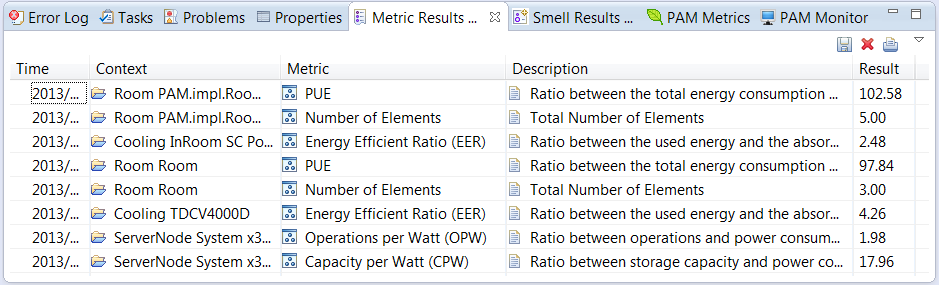 Error Log Tasks Problems Properties Metric Results ... Smell Results ... PAM Metrics PAM Monitor
Time Context Metric Description Result
2013/... Room PAM.impl.Roo... PUE Ratio between the total energy consumption ... 102.58
2013/... Room PAM.impl.Roo... Number of Elements Total Number of Elements 5.00
2013/... Cooling InRoom SC Po... Energy Efficient Ratio (EER) Ratio between the used energy and the absor... 2.48
2013/... Room Room PUE Ratio between the total energy consumption ... 97.84
2013/... Room Room Number of Elements Total Number of Elements 3.00
2013/... Cooling TDCV4000D Energy Efficient Ratio (EER) Ratio between the used energy and the absor... 4.26
2013/... ServerNode System x3... Operations per Watt (OPW) Ratio between operations and power consum... 1.98
2013/... ServerNode System x3... Capacity per Watt (CPW) Ratio between storage capacity and power co... 17.96